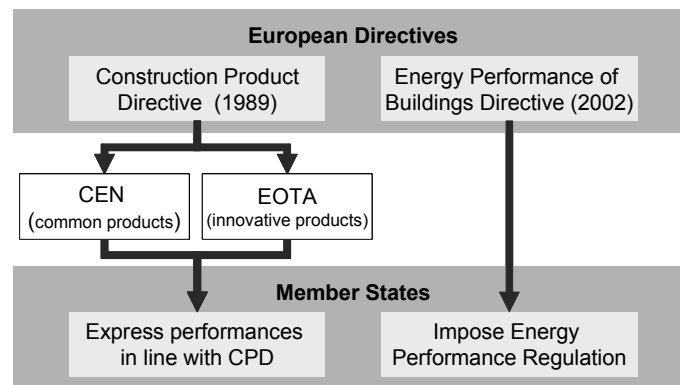 European Directives
Construction Product
Directive (1989)
Energy Performance of
Buildings Directive (2002)
CEN
(common products)
EOTA
(innovative products)
Member States
Express performances
in line with CPD
Impose Energy
Performance Regulation